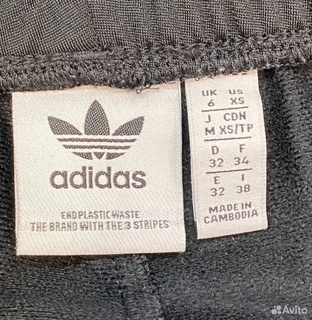 adidas
END PLASTIC WASTE
THE BRAND WITH THE 3 STRIPES
UK US
6 XS
J CDN
M XS/TP
D F
32 34
E I
32 38
MADE IN
CAMBODIA
Avito